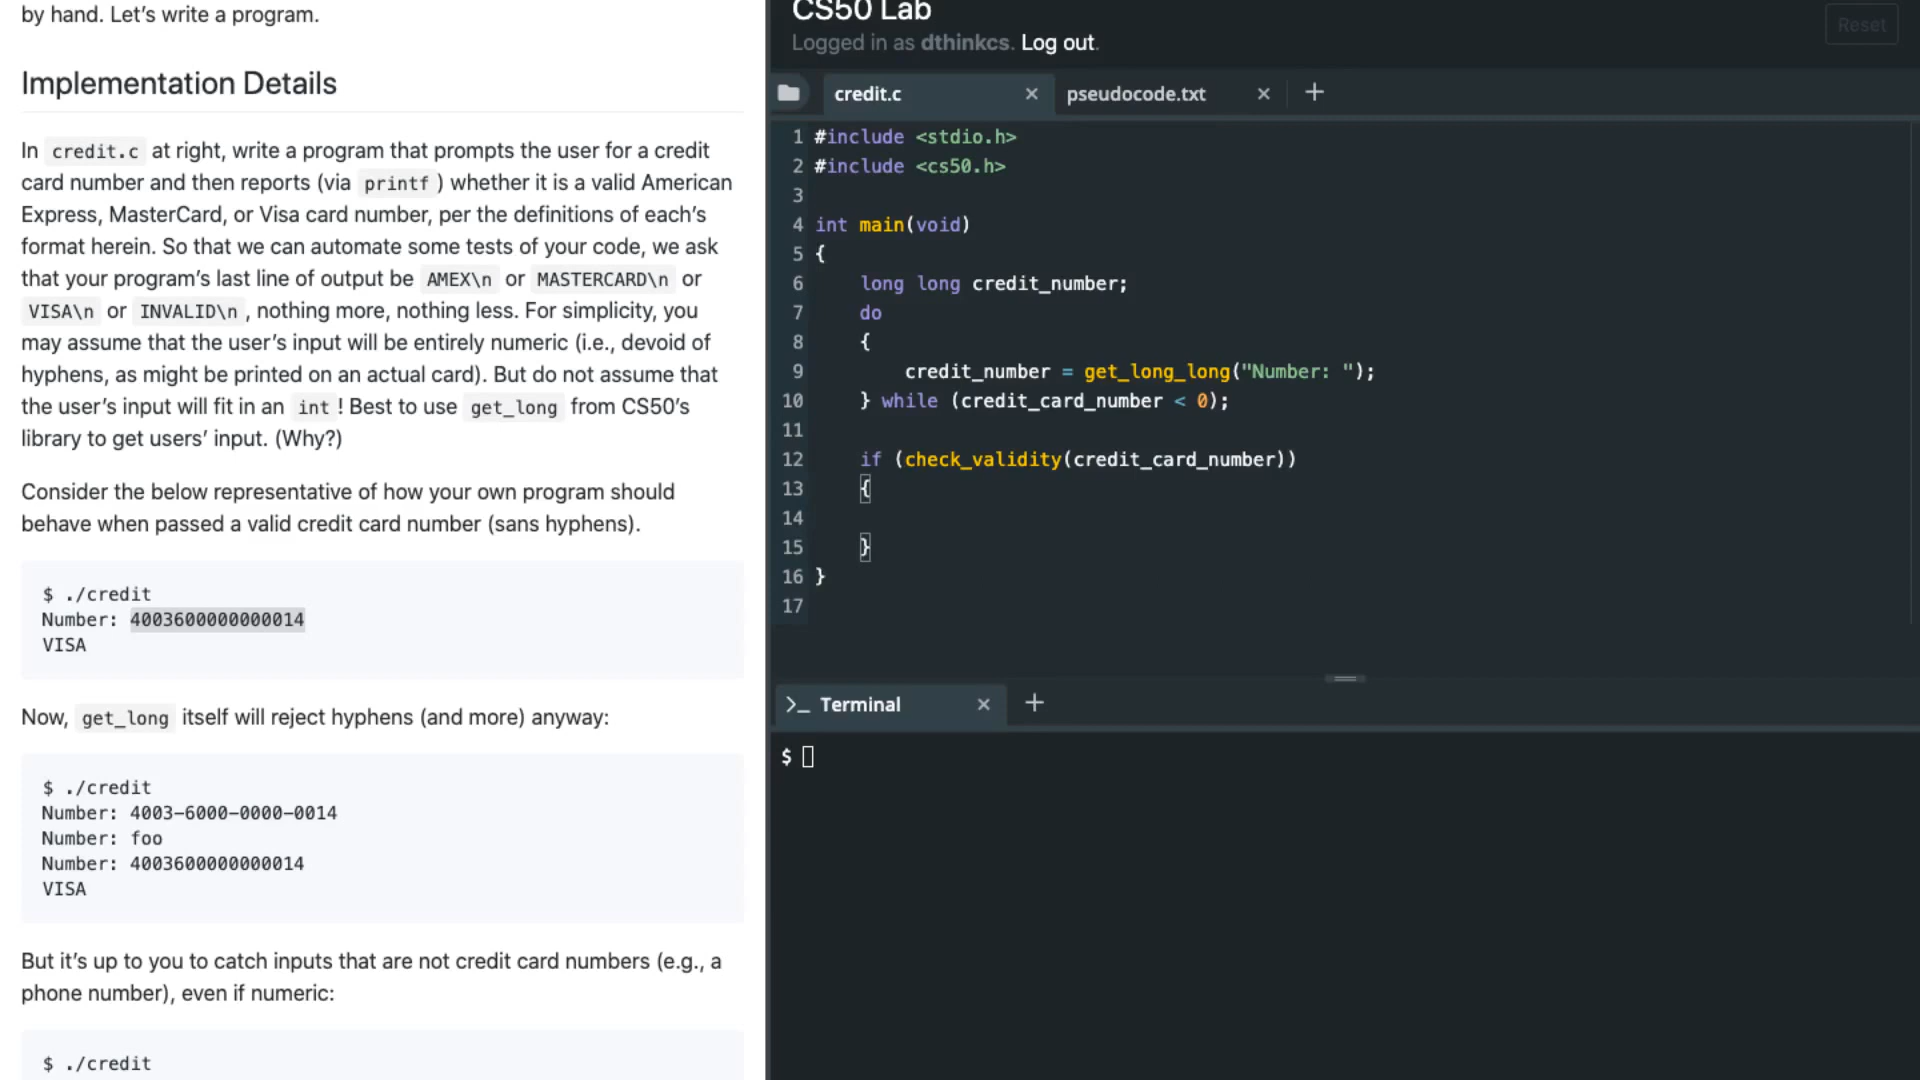 by hand. Let's write a program.
Implementation Details
In credit.c at right, write a program that prompts the user for a credit
card number and then reports (via printf ) whether it is a valid American
Express, MasterCard, or Visa card number, per the definitions of each's
format herein. So that we can automate some tests of your code, we ask
that your program's last line of output be AMEX\n or MASTERCARD\n or
VISA\n or INVALID\n , nothing more, nothing less. For simplicity, you
may assume that the user's input will be entirely numeric (i.e., devoid of
hyphens, as might be printed on an actual card). But do not assume that
the user's input will fit in an int ! Best to use get_long from CS50's
library to get users' input. (Why?)
Consider the below representative of how your own program should
behave when passed a valid credit card number (sans hyphens).
$ ./credit
Number: 4003600000000014
VISA
Now, get_long itself will reject hyphens (and more) anyway:
$ ./credit
Number: 4003-6000-0000-0014
Number: foo
Number: 4003600000000014
VISA
But it's up to you to catch inputs that are not credit card numbers (e.g., a
phone number), even if numeric:
$ ./credit
CS50 Lab
Logged in as dthinkcs. Log out.
Reset
credit.c × pseudocode.txt × +
1 #include <stdio.h>
2 #include <cs50.h>
3
4 int main(void)
5 {
6     long long credit_number;
7     do
8     {
9         credit_number = get_long_long("Number: ");
10     } while (credit_card_number < 0);
11
12     if (check_validity(credit_card_number))
13     {
14
15     }
16 }
17
>_ Terminal × +
$